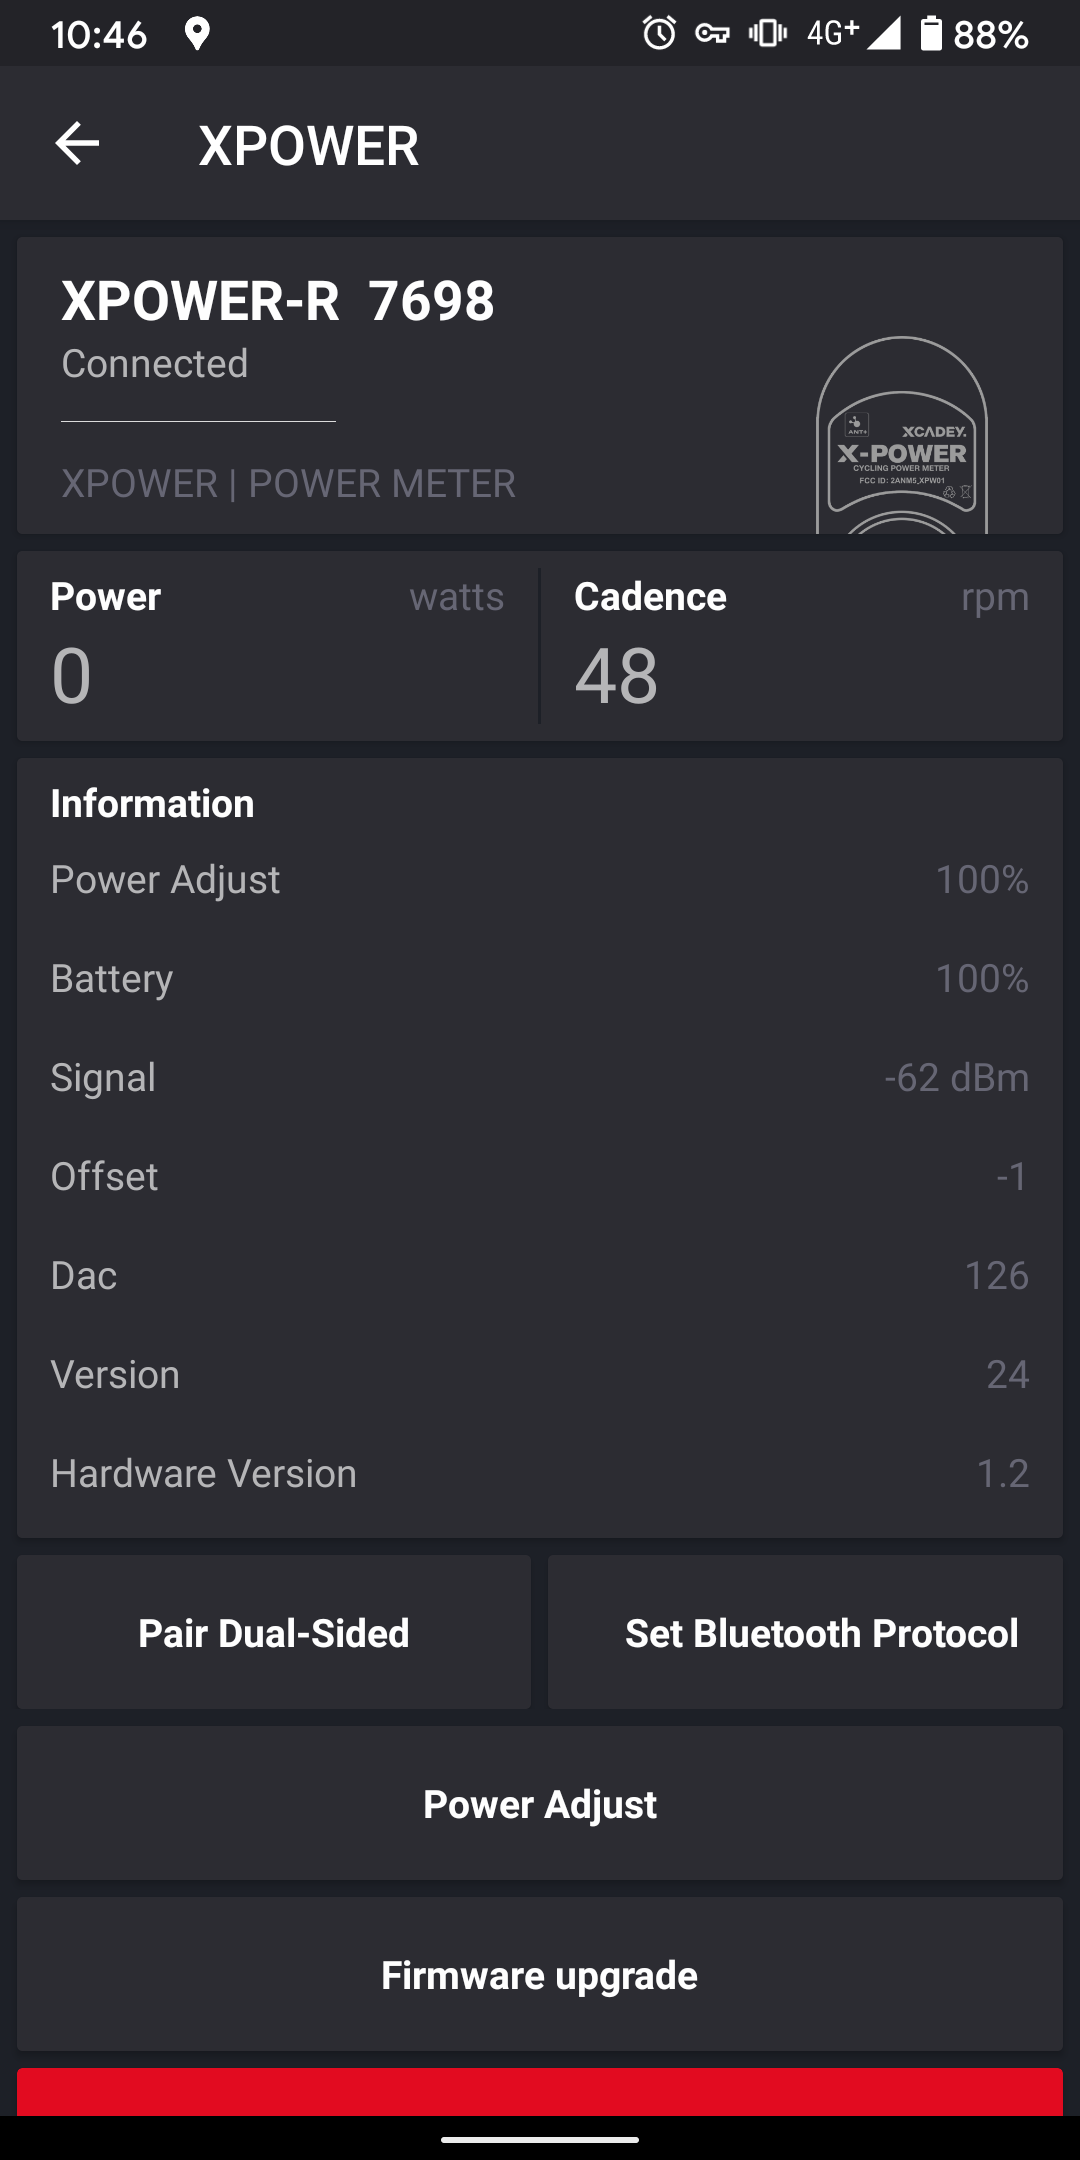 10:46 4G+ 88%
XPOWER
XPOWER-R 7698
Connected
XPOWER | POWER METER
ANT+
XCADEY.
X-POWER
CYCLING POWER METER
FCC ID: 2ANM5_XPW01
Power watts
0
Cadence rpm
48
Information
Power Adjust 100%
Battery 100%
Signal -62 dBm
Offset -1
Dac 126
Version 24
Hardware Version 1.2
Pair Dual-Sided
Set Bluetooth Protocol
Power Adjust
Firmware upgrade